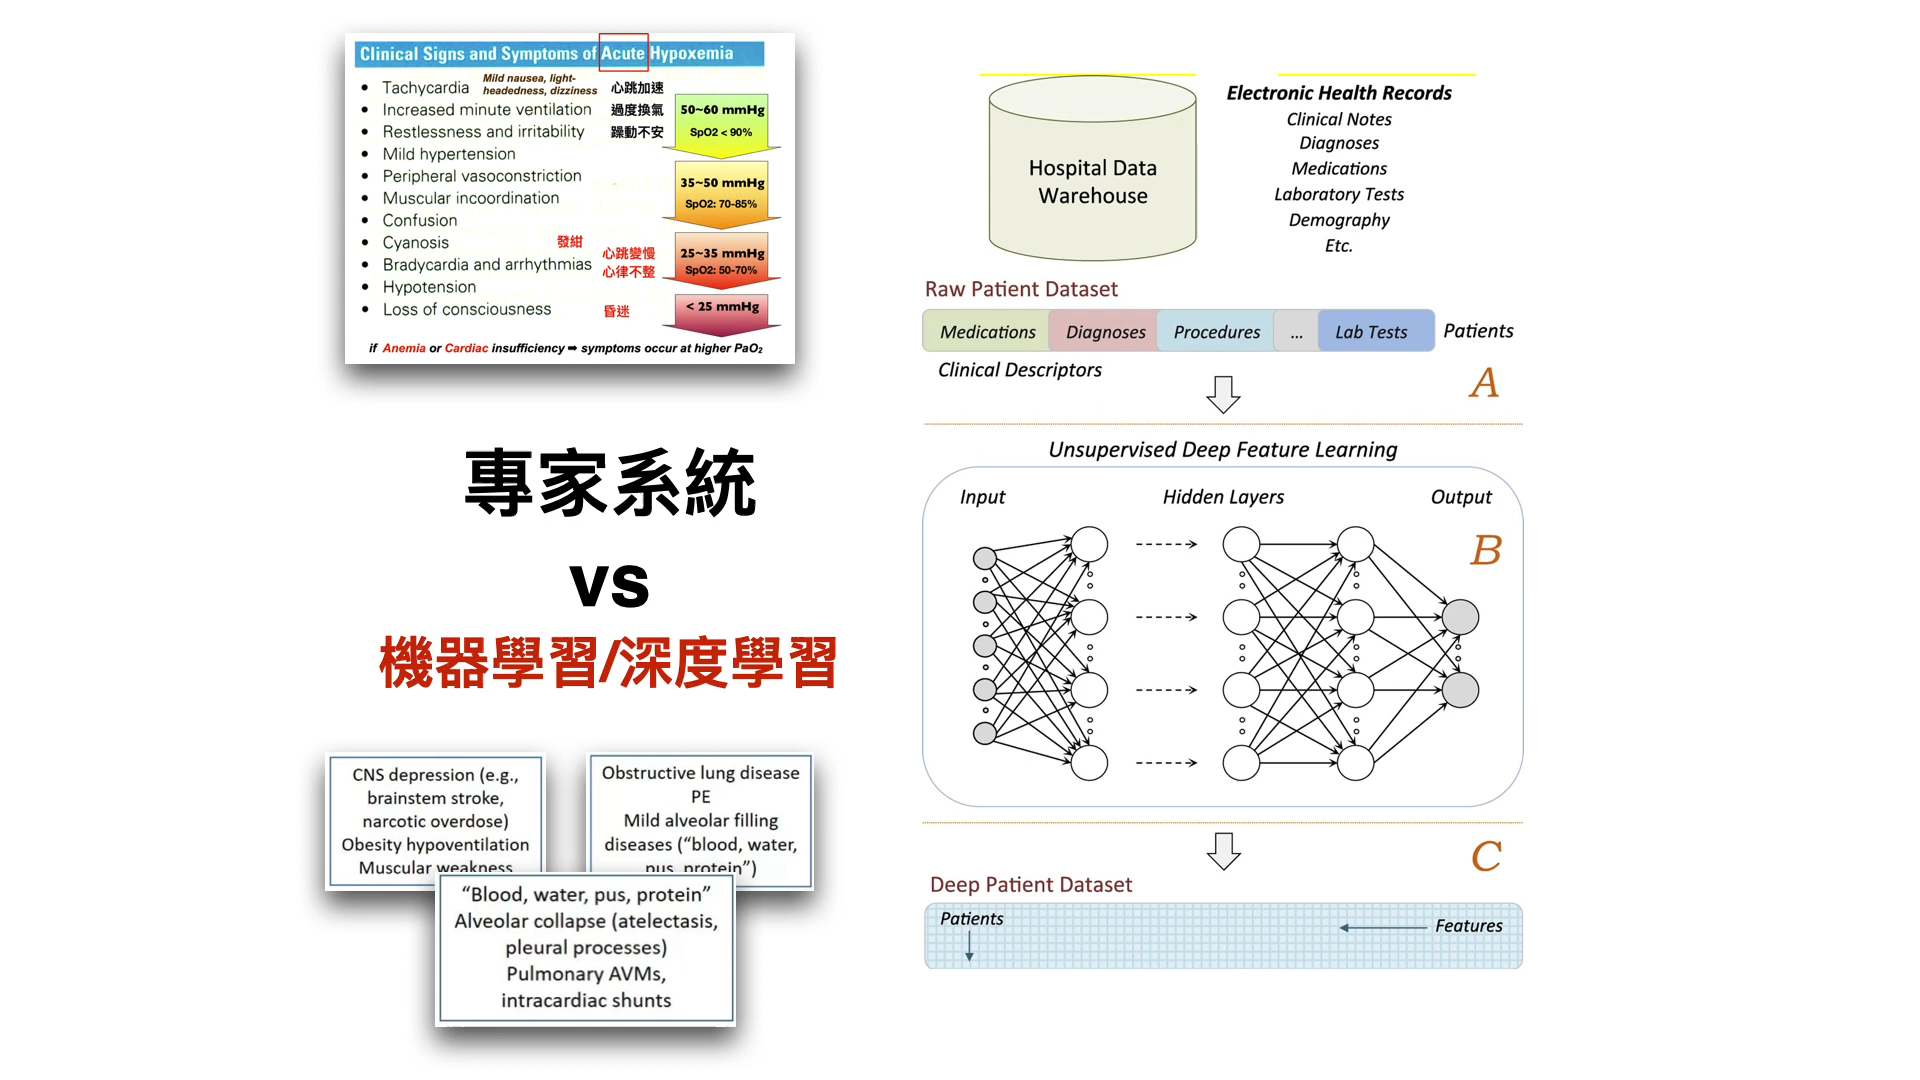 Clinical Signs and Symptoms of Acute Hypoxemia
Tachycardia
Mild nausea, light-
headedness, dizziness
心跳加速
Increased minute ventilation
過度換氣
Restlessness and irritability
躁動不安
Mild hypertension
Peripheral vasoconstriction
Muscular incoordination
Confusion
Cyanosis
發紺
Bradycardia and arrhythmias
心跳變慢
心律不整
Hypotension
Loss of consciousness
昏迷
50~60 mmHg
SpO2 < 90%
35~50 mmHg
SpO2: 70-85%
25~35 mmHg
SpO2: 50-70%
< 25 mmHg
if Anemia or Cardiac insufficiency ➡ symptoms occur at higher PaO₂
專家系統
vs
機器學習/深度學習
CNS depression (e.g.,
brainstem stroke,
narcotic overdose)
Obesity hypoventilation
Muscular weakness
Obstructive lung disease
PE
Mild alveolar filling
diseases (“blood, water,
pus, protein”)
“Blood, water, pus, protein”
Alveolar collapse (atelectasis,
pleural processes)
Pulmonary AVMs,
intracardiac shunts
Hospital Data
Warehouse
Electronic Health Records
Clinical Notes
Diagnoses
Medications
Laboratory Tests
Demography
Etc.
Raw Patient Dataset
Medications Diagnoses Procedures ... Lab Tests Patients
Clinical Descriptors
A
Unsupervised Deep Feature Learning
Input Hidden Layers Output
B
C
Deep Patient Dataset
Patients
Features